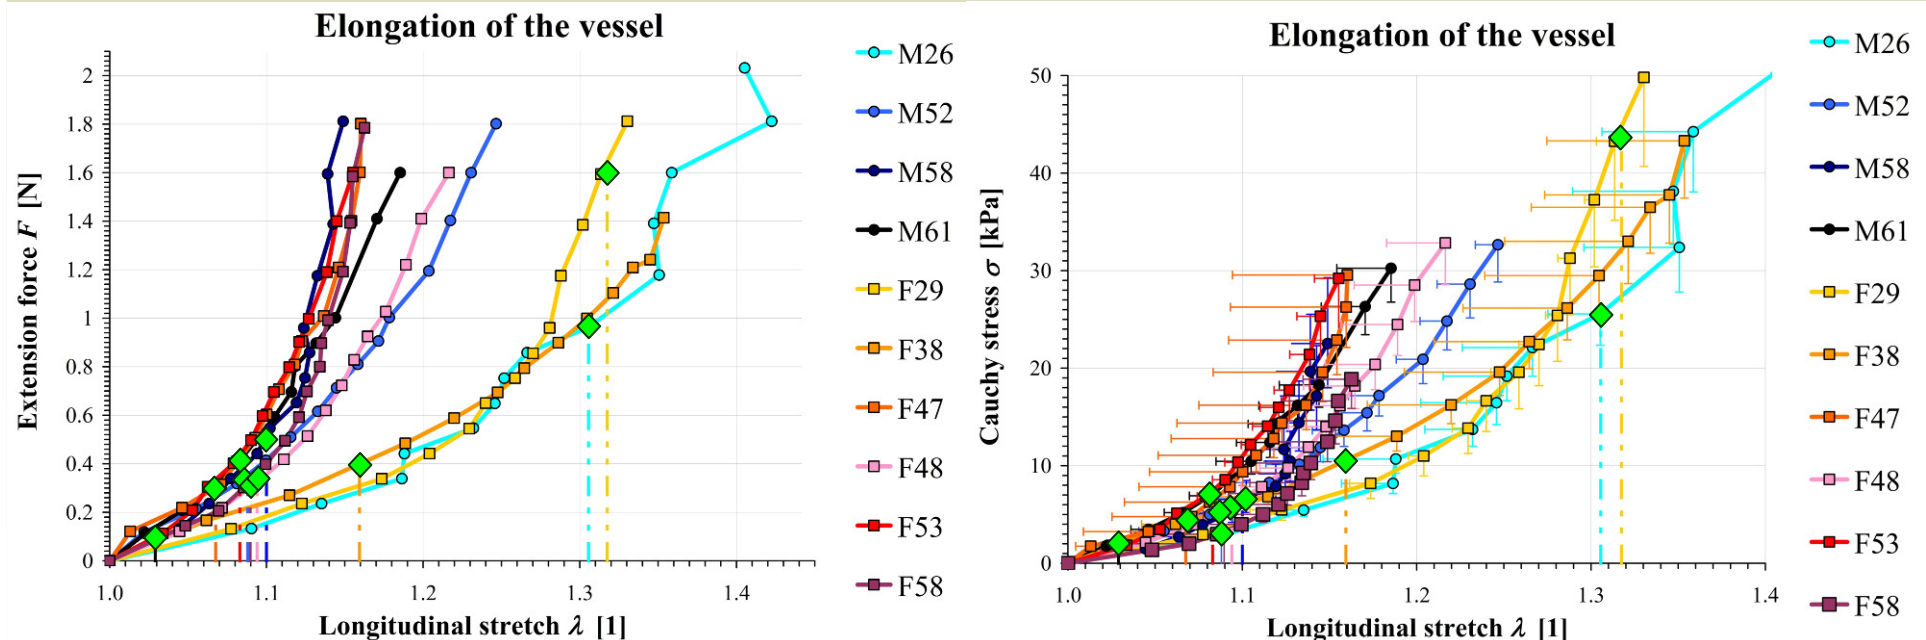 Elongation of the vessel
Extension force F [N]
2
1.8
1.6
1.4
1.2
1
0.8
0.6
0.4
0.2
0
1.0
1.1
1.2
1.3
1.4
Longitudinal stretch λ [1]
M26
M52
M58
M61
F29
F38
F47
F48
F53
F58
Elongation of the vessel
Cauchy stress σ [kPa]
50
40
30
20
10
0
1.0
1.1
1.2
1.3
1.4
Longitudinal stretch λ [1]
M26
M52
M58
M61
F29
F38
F47
F48
F53
F58